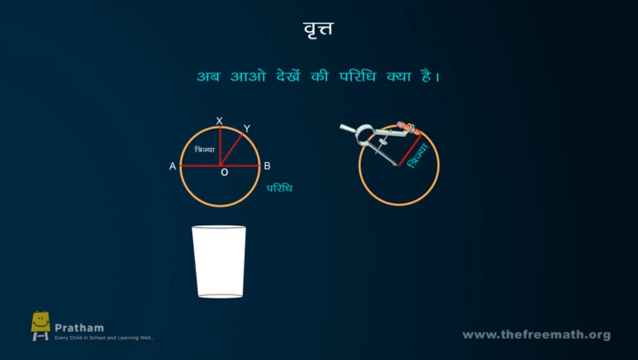 वृत्त
अब आओ देखें की परिधि क्या है।
X
Y
त्रिज्या
A
O
B
परिधि
त्रिज्या
Pratham
Every Child in School and Learning Well...
www.thefreemath.org